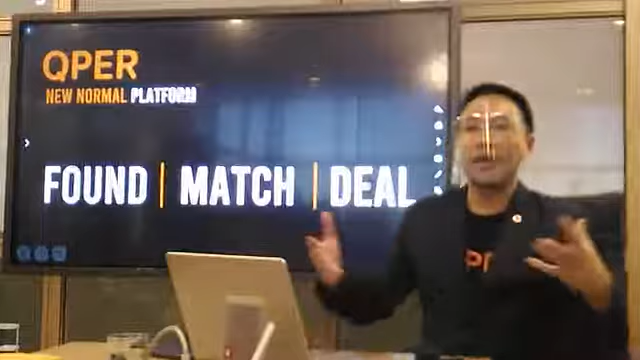 QPER
NEW NORMAL PLATFORM
FOUND | MATCH | DEAL